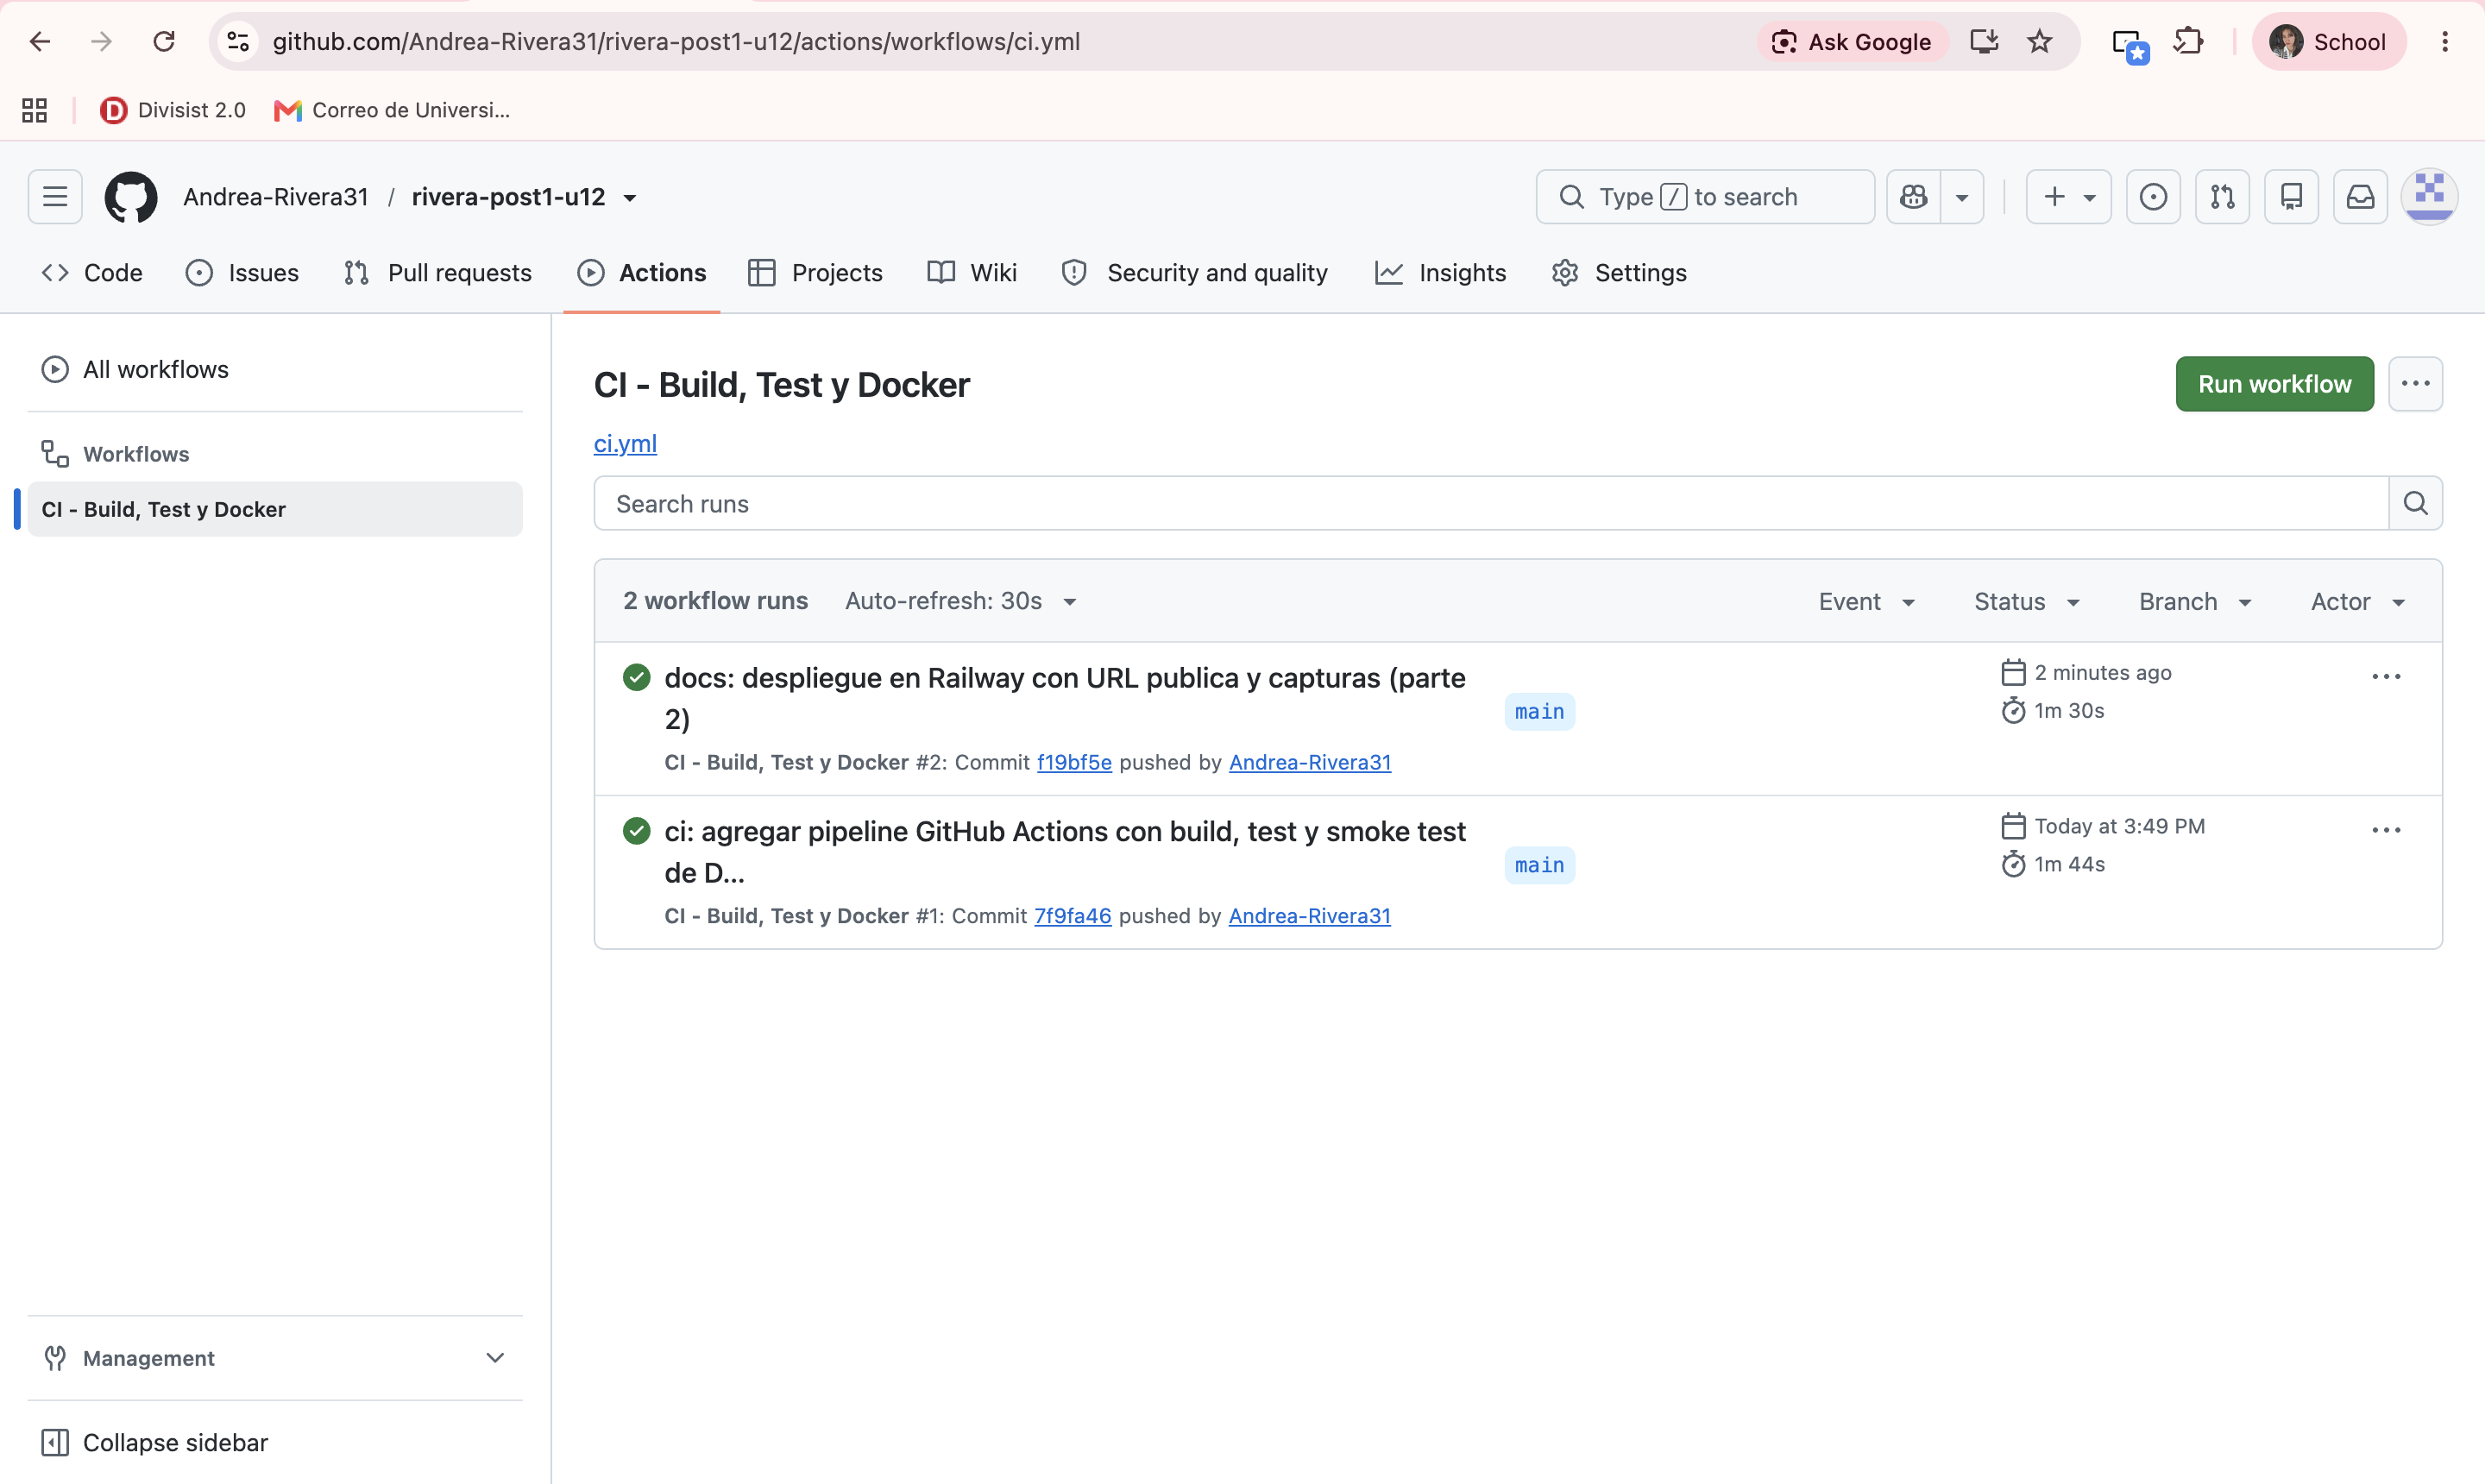 github.com/Andrea-Rivera31/rivera-post1-u12/actions/workflows/ci.yml
Ask Google
School
Divisist 2.0
Correo de Universi...
Andrea-Rivera31 / rivera-post1-u12
Type / to search
Code
Issues
Pull requests
Actions
Projects
Wiki
Security and quality
Insights
Settings
All workflows
Workflows
CI - Build, Test y Docker
Management
Collapse sidebar
CI - Build, Test y Docker
Run workflow
ci.yml
Search runs
2 workflow runs
Auto-refresh: 30s
Event
Status
Branch
Actor
docs: despliegue en Railway con URL publica y capturas (parte
2)
main
2 minutes ago
1m 30s
CI - Build, Test y Docker #2: Commit f19bf5e pushed by Andrea-Rivera31
ci: agregar pipeline GitHub Actions con build, test y smoke test
de D...
main
Today at 3:49 PM
1m 44s
CI - Build, Test y Docker #1: Commit 7f9fa46 pushed by Andrea-Rivera31